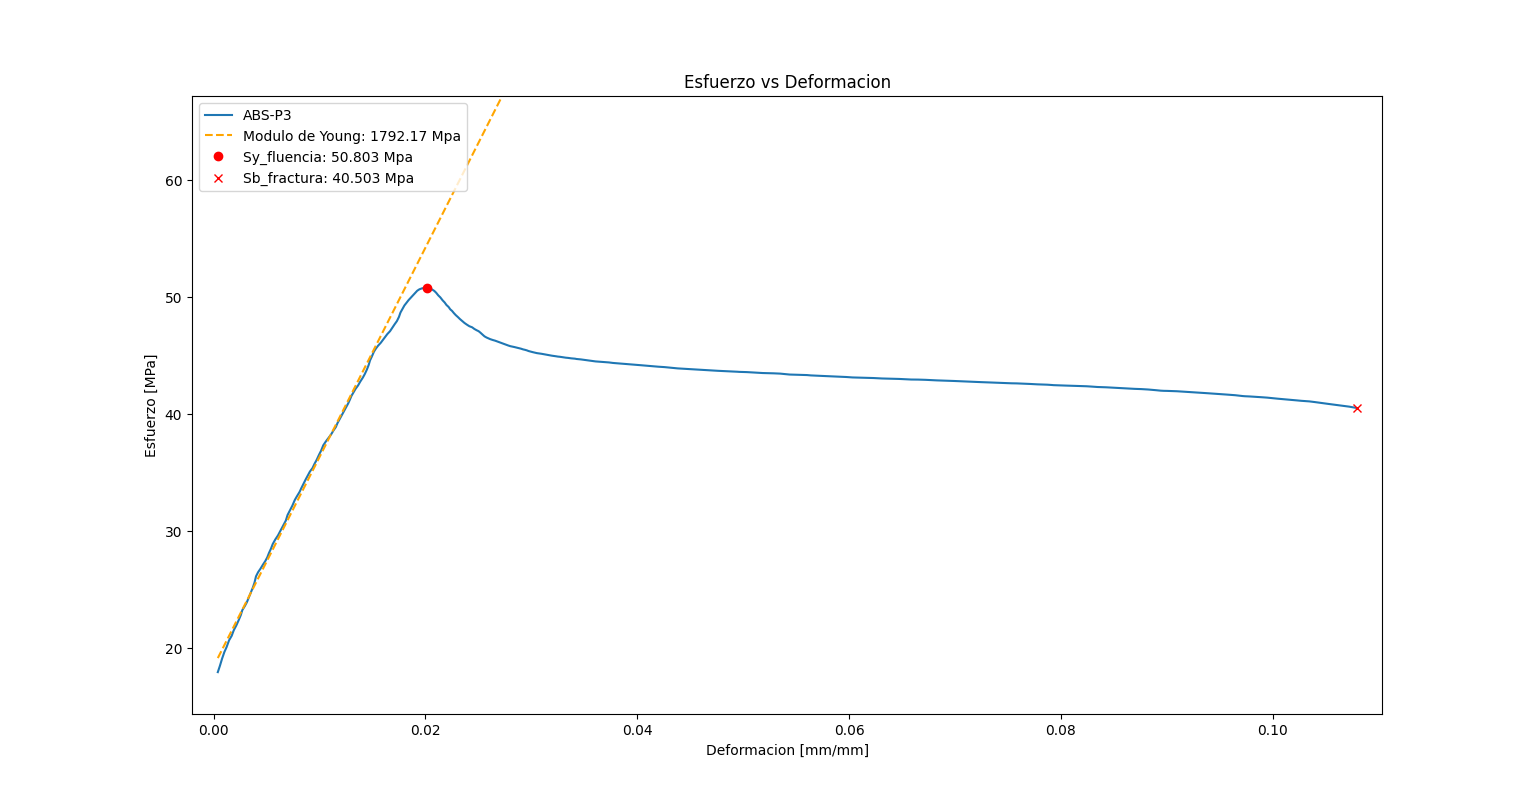 Esfuerzo vs Deformacion
ABS-P3
Modulo de Young: 1792.17 Mpa
Sy_fluencia: 50.803 Mpa
Sb_fractura: 40.503 Mpa
Esfuerzo [MPa]
60
50
40
30
20
0.00 0.02 0.04 0.06 0.08 0.10
Deformacion [mm/mm]